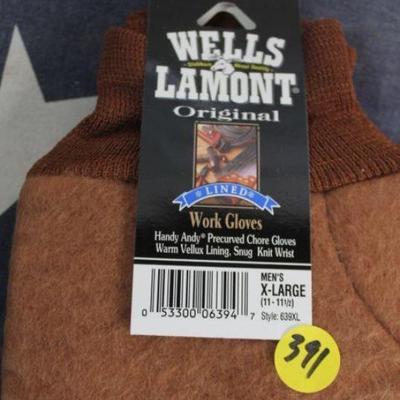 WELLS
LAMONT®
Original
LINED
Work Gloves
Handy Andy® Precurved Chore Gloves
Warm Vellux Lining, Snug Knit Wrist
MEN'S
X-LARGE
(11 - 11½)
Style: 639XL
0 53300 06394 7
391